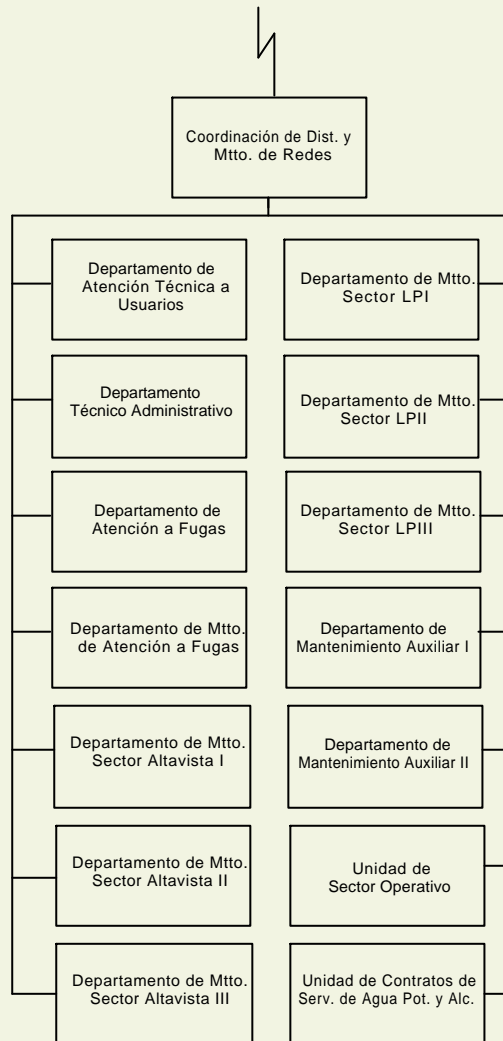 Coordinación de Dist. y
Mtto. de Redes
Departamento de
Atención Técnica a
Usuarios
Departamento
Técnico Administrativo
Departamento de
Atención a Fugas
Departamento de Mtto.
de Atención a Fugas
Departamento de Mtto.
Sector Altavista I
Departamento de Mtto.
Sector Altavista II
Departamento de Mtto.
Sector Altavista III
Departamento de Mtto.
Sector LPI
Departamento de Mtto.
Sector LPII
Departamento de Mtto.
Sector LPIII
Departamento de
Mantenimiento Auxiliar I
Departamento de
Mantenimiento Auxiliar II
Unidad de
Sector Operativo
Unidad de Contratos de
Serv. de Agua Pot. y Alc.